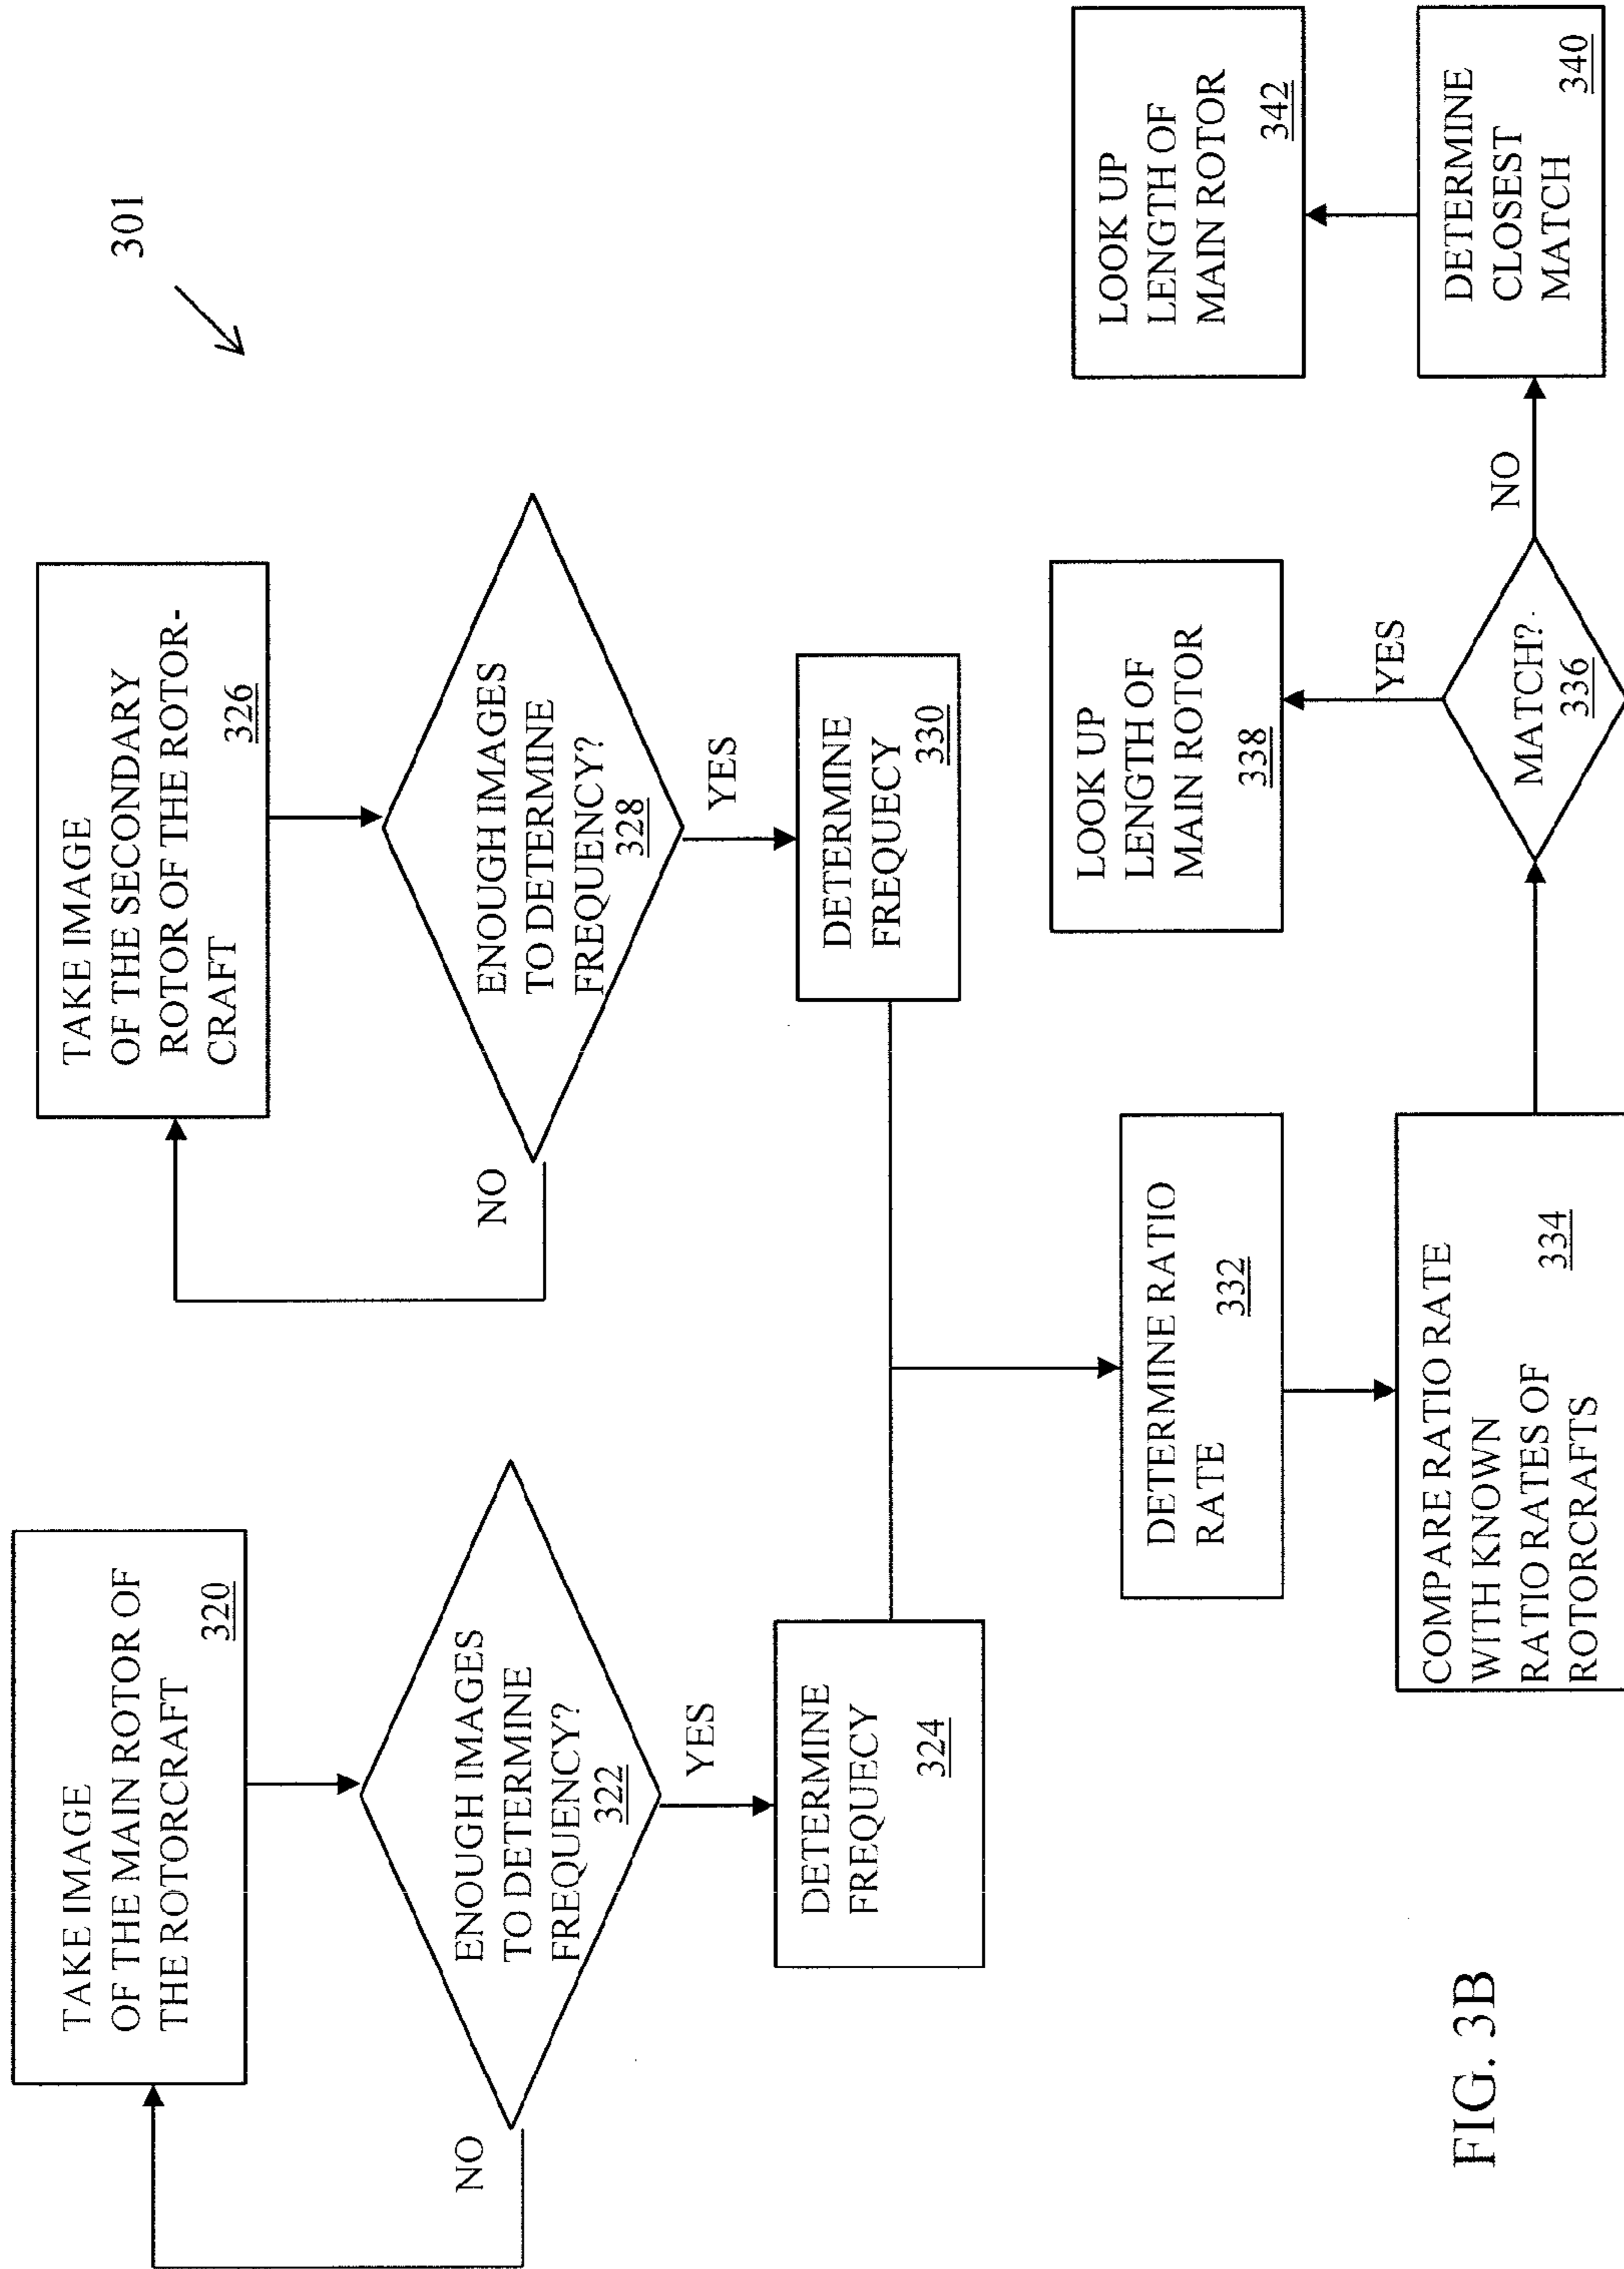 301
TAKE IMAGE
OF THE MAIN ROTOR OF
THE ROTORCRAFT
320
NO
ENOUGH IMAGES
TO DETERMINE
FREQUENCY?
322
YES
DETERMINE
FREQUECY
324
TAKE IMAGE
OF THE SECONDARY
ROTOR OF THE ROTOR-
CRAFT
326
NO
ENOUGH IMAGES
TO DETERMINE
FREQUENCY?
328
YES
DETERMINE
FREQUECY
330
DETERMINE RATIO
RATE
332
COMPARE RATIO RATE
WITH KNOWN
RATIO RATES OF
ROTORCRAFTS
334
MATCH?
336
YES
LOOK UP
LENGTH OF
MAIN ROTOR
338
NO
DETERMINE
CLOSEST
MATCH
340
LOOK UP
LENGTH OF
MAIN ROTOR
342
FIG. 3B